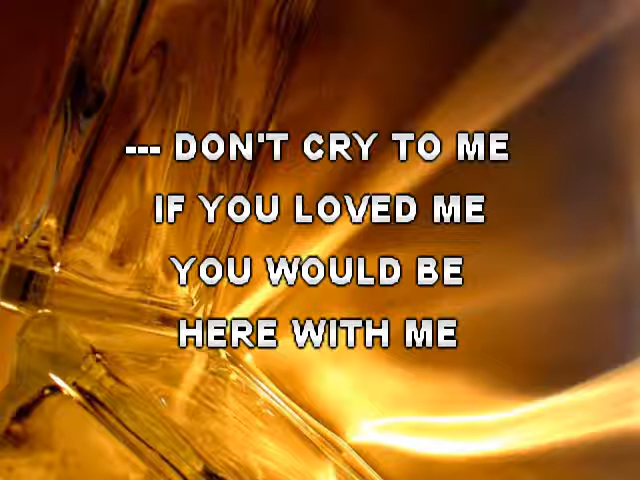 --- DON'T CRY TO ME
IF YOU LOVED ME
YOU WOULD BE
HERE WITH ME